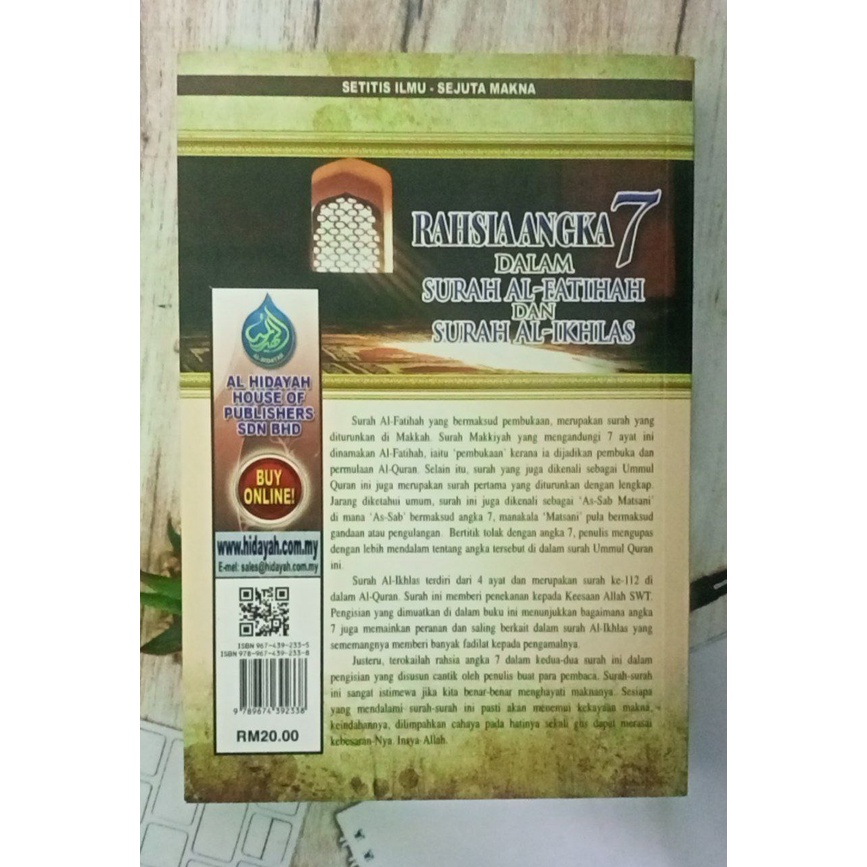 SETITIS ILMU - SEJUTA MAKNA
RAHSIA ANGKA 7
DALAM
SURAH AL-FATIHAH
DAN
SURAH AL-IKHLAS
AL-HIDAYAH
AL HIDAYAH
HOUSE OF
PUBLISHERS
SDN BHD
BUY
ONLINE!
www.hidayah.com.my
E-mel: sales@hidayah.com.my
ISBN 967-439-233-5
ISBN 978-967-439-233-8
9 789674 392338
RM20.00
Surah Al-Fatihah yang bermaksud pembukaan, merupakan surah yang
diturunkan di Makkah. Surah Makkiyah yang mengandungi 7 ayat ini
dinamakan Al-Fatihah, iaitu 'pembukaan' kerana ia dijadikan pembuka dan
permulaan Al-Quran. Selain itu, surah yang juga dikenali sebagai Ummul
Quran ini juga merupakan surah pertama yang diturunkan dengan lengkap.
Jarang diketahui umum, surah ini juga dikenali sebagai 'As-Sab Matsani'
di mana 'As-Sab' bermaksud angka 7, manakala 'Matsani' pula bermaksud
gandaan atau pengulangan. Bertitik tolak dengan angka 7, penulis mengupas
dengan lebih mendalam tentang angka tersebut di dalam surah Ummul Quran
ini.
Surah Al-Ikhlas terdiri dari 4 ayat dan merupakan surah ke-112 di
dalam Al-Quran. Surah ini memberi penekanan kepada Keesaan Allah SWT.
Pengisian yang dimuatkan di dalam buku ini menunjukkan bagaimana angka
7 juga memainkan peranan dan saling berkait dalam surah Al-Ikhlas yang
sememangnya memberi banyak fadilat kepada pengamalnya.
Justeru, terokailah rahsia angka 7 dalam kedua-dua surah ini dalam
pengisian yang disusun cantik oleh penulis buat para pembaca. Surah-surah
ini sangat istimewa jika kita benar-benar menghayati maknanya. Sesiapa
yang mendalami surah-surah ini pasti akan menemui kekayaan makna,
keindahannya, dilimpahkan cahaya pada hatinya sekali gus dapat merasai
kebesaran-Nya. Insya-Allah.